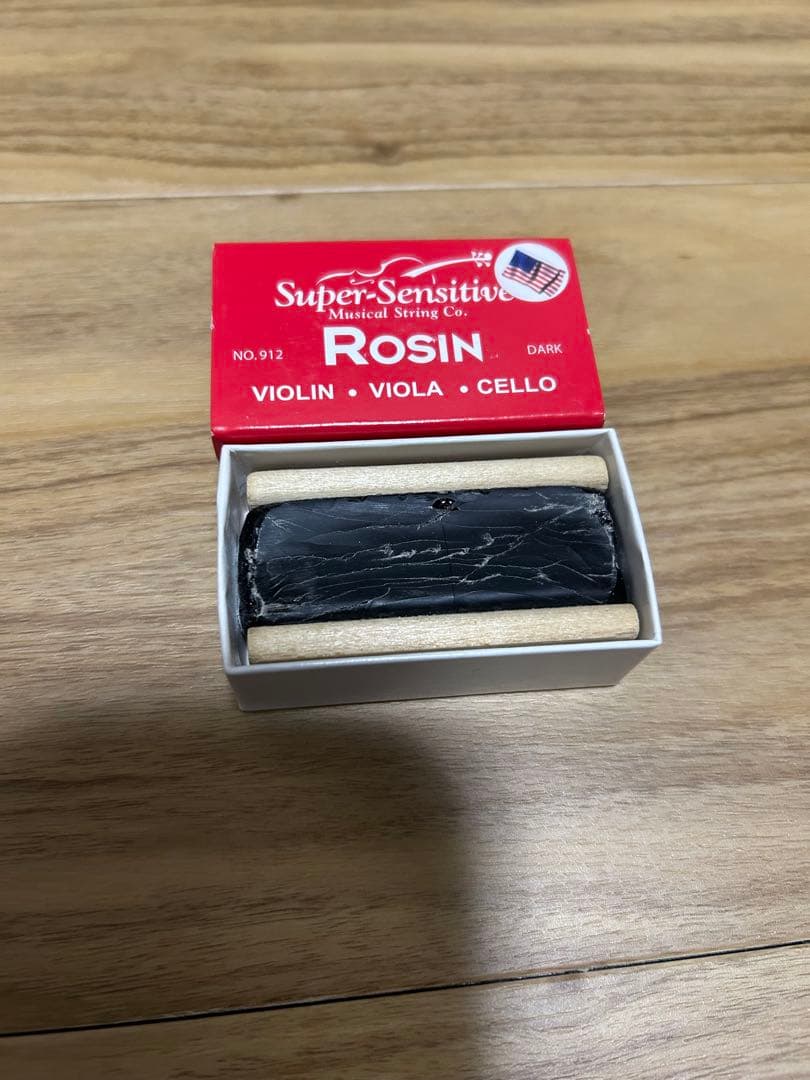 Super-Sensitive
Musical String Co.
NO. 912 ROSIN DARK
VIOLIN • VIOLA • CELLO